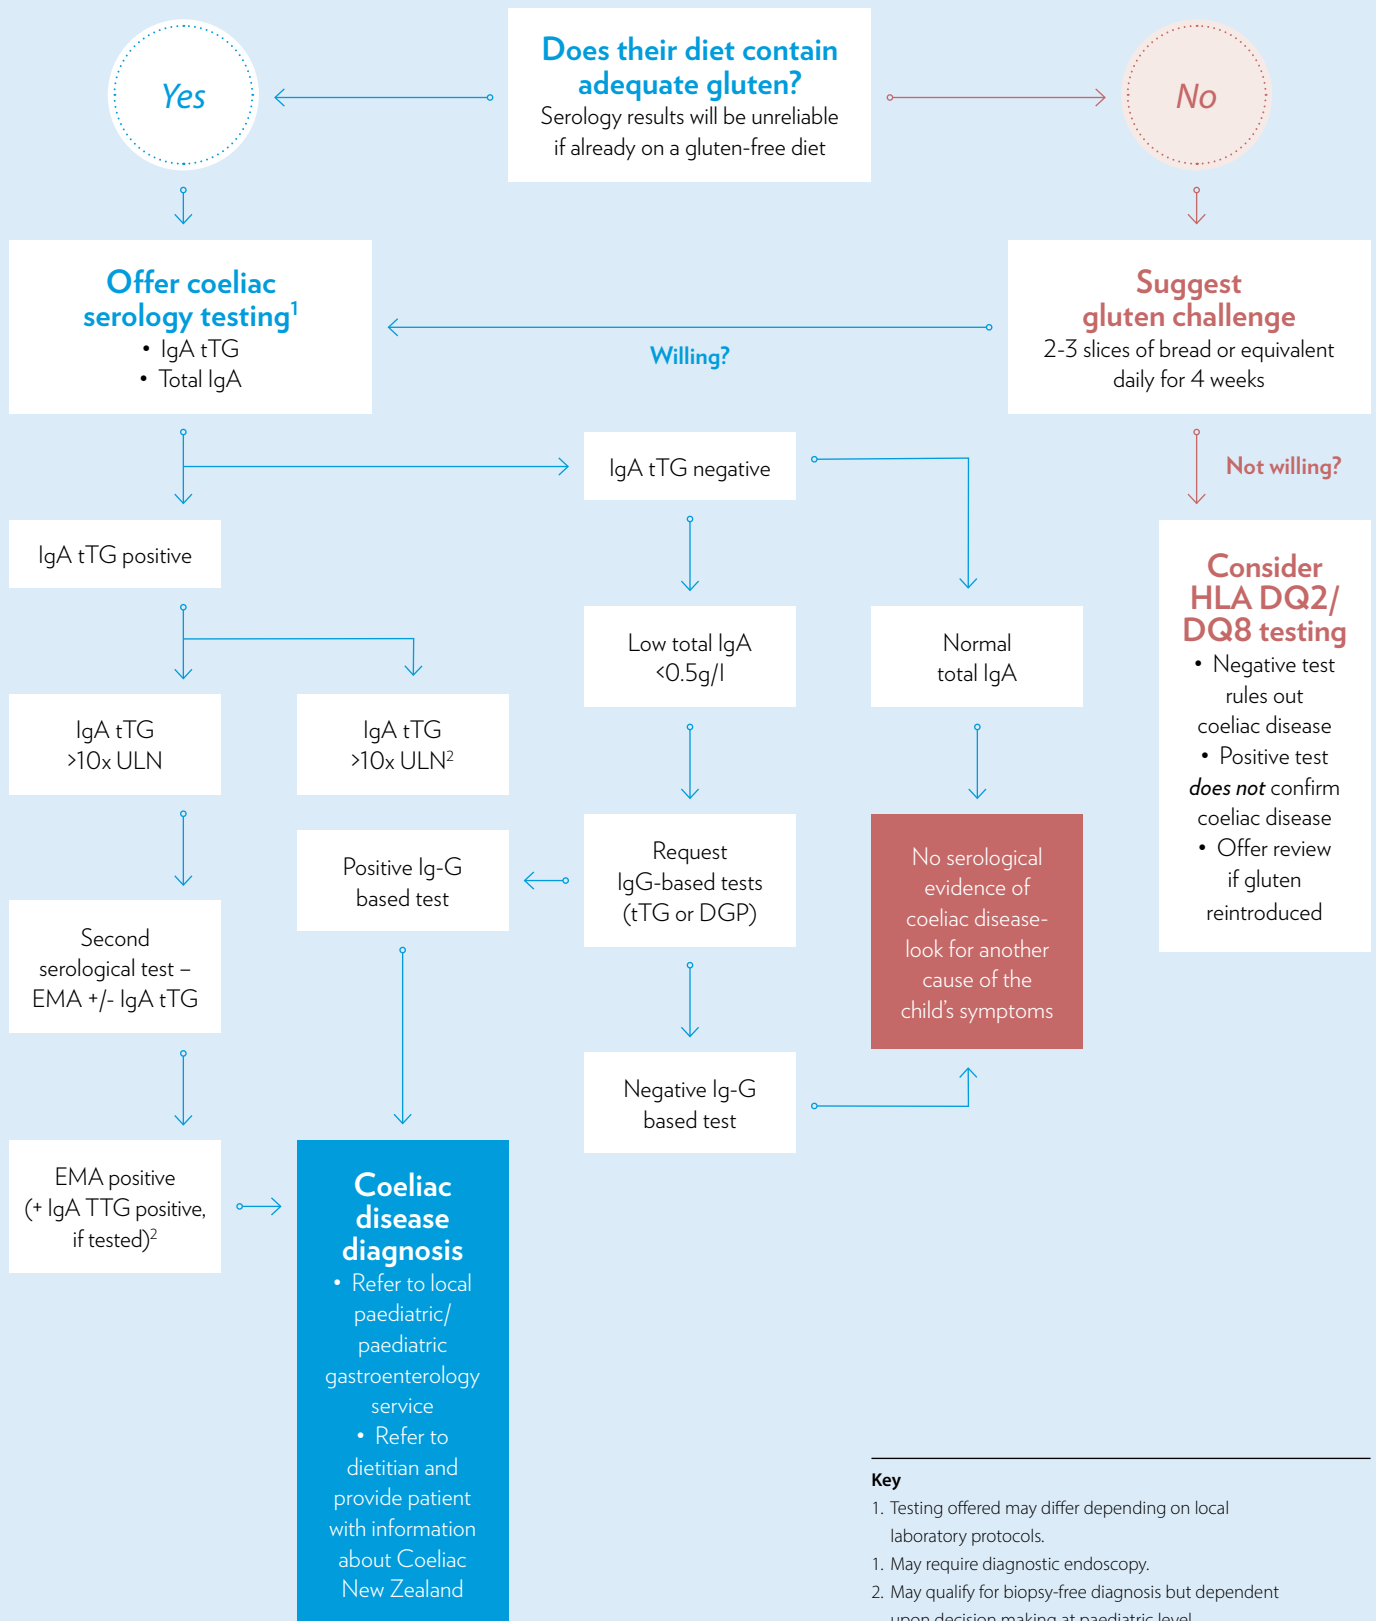 Yes
Does their diet contain
adequate gluten?
Serology results will be unreliable
if already on a gluten-free diet
No
Offer coeliac
serology testing1
• IgA tTG
• Total IgA
Willing?
Suggest
gluten challenge
2-3 slices of bread or equivalent
daily for 4 weeks
IgA tTG negative
Not willing?
IgA tTG positive
Consider
HLA DQ2/
DQ8 testing
• Negative test
rules out
coeliac disease
• Positive test
does not confirm
coeliac disease
• Offer review
if gluten
reintroduced
Low total IgA
<0.5g/l
Normal
total IgA
IgA tTG
>10x ULN
IgA tTG
>10x ULN2
Positive Ig-G
based test
Request
IgG-based tests
(tTG or DGP)
No serological
evidence of
coeliac disease-
look for another
cause of the
child's symptoms
Second
serological test –
EMA +/- IgA tTG
Negative Ig-G
based test
EMA positive
(+ IgA TTG positive,
if tested)2
Coeliac
disease
diagnosis
• Refer to local
paediatric/
paediatric
gastroenterology
service
• Refer to
dietitian and
provide patient
with information
about Coeliac
New Zealand
Key
1. Testing offered may differ depending on local
laboratory protocols.
1. May require diagnostic endoscopy.
2. May qualify for biopsy-free diagnosis but dependent
upon decision making at paediatric level